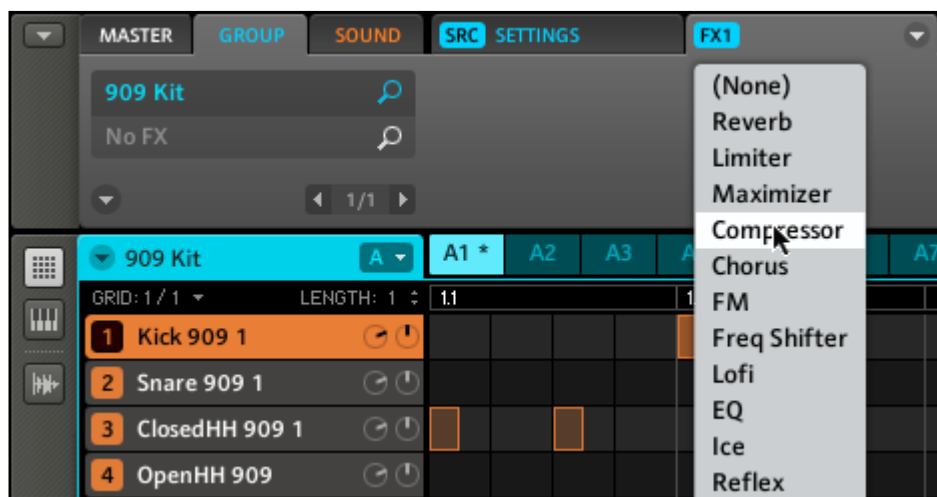 MASTER GROUP SOUND SRC SETTINGS FX1
909 Kit
No FX
1/1
(None)
Reverb
Limiter
Maximizer
Compressor
Chorus
FM
Freq Shifter
Lofi
EQ
Ice
Reflex
909 Kit A A1 * A2 A3 A7
GRID: 1 / 1 LENGTH: 1 1.1 1.
1 Kick 909 1
2 Snare 909 1
3 ClosedHH 909 1
4 OpenHH 909